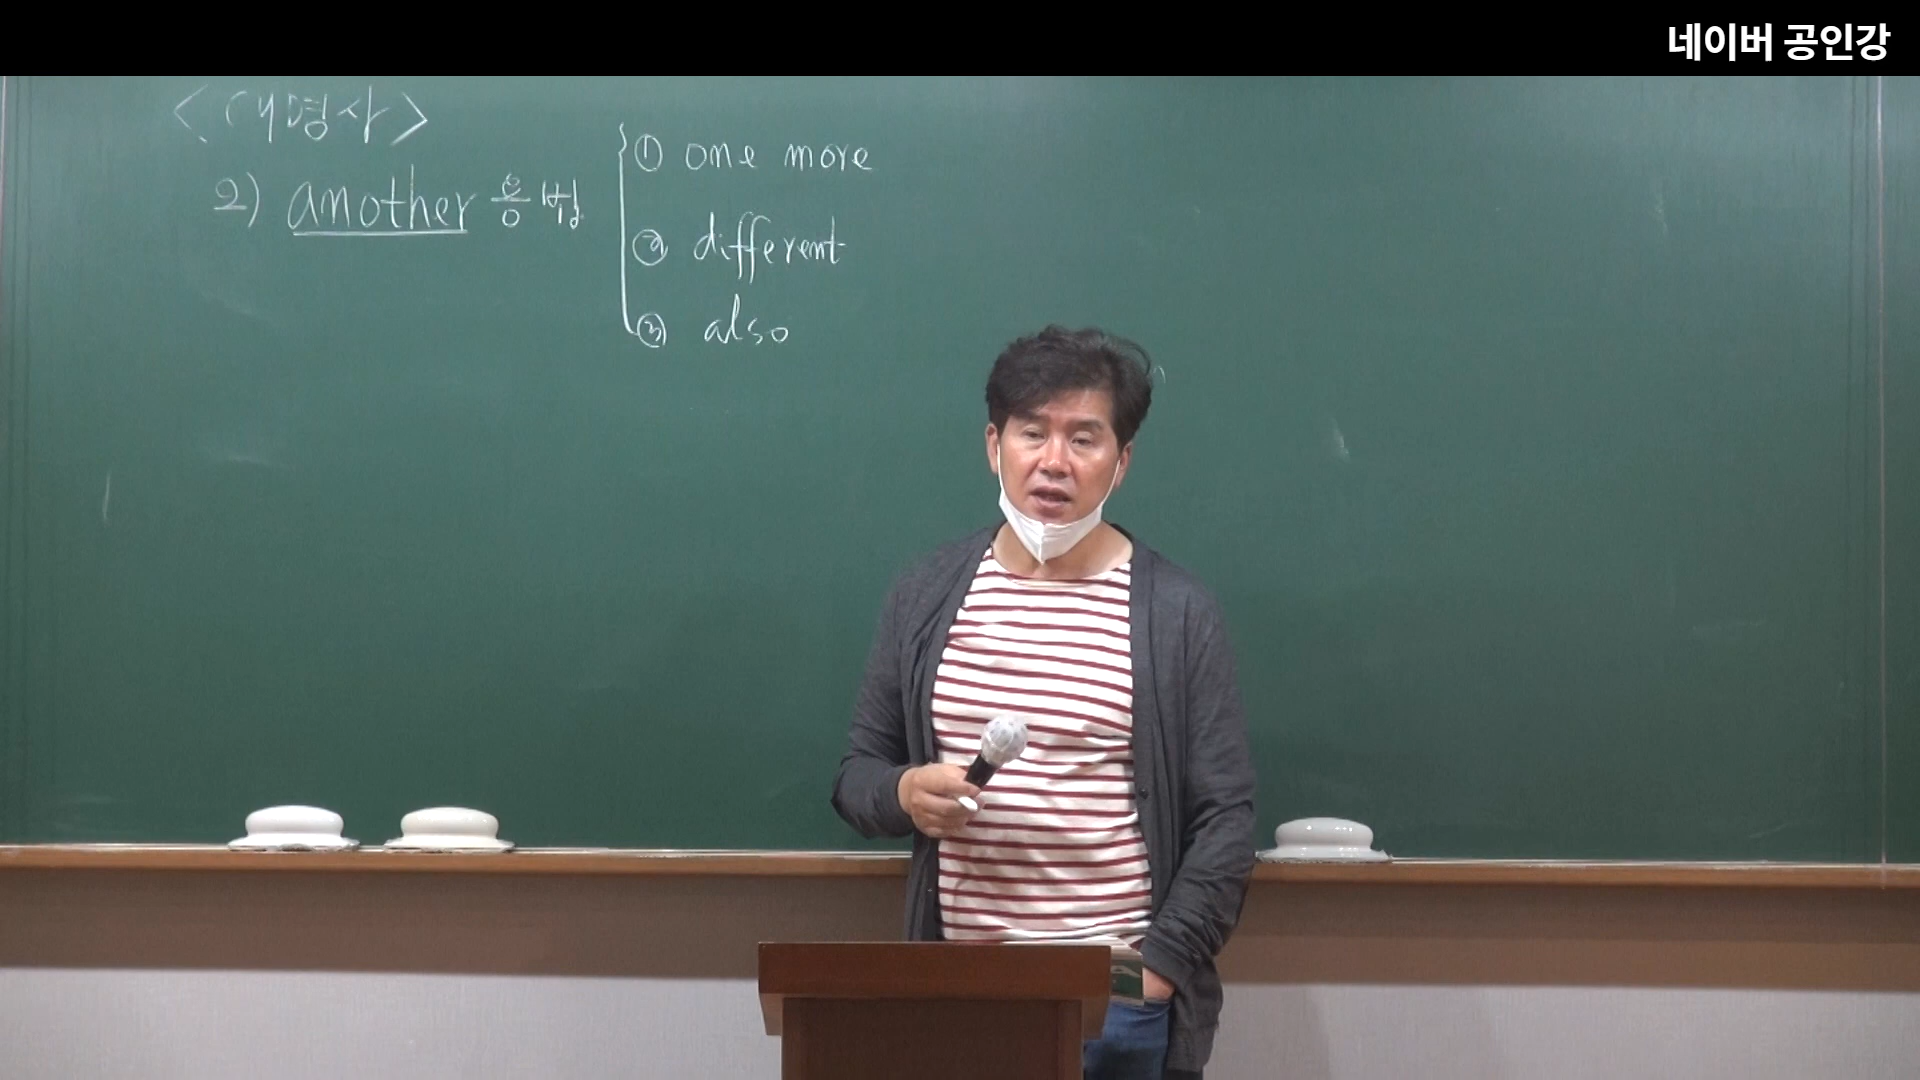 네이버 공인강
<대명사>
2) another 용법
① one more
② different
③ also